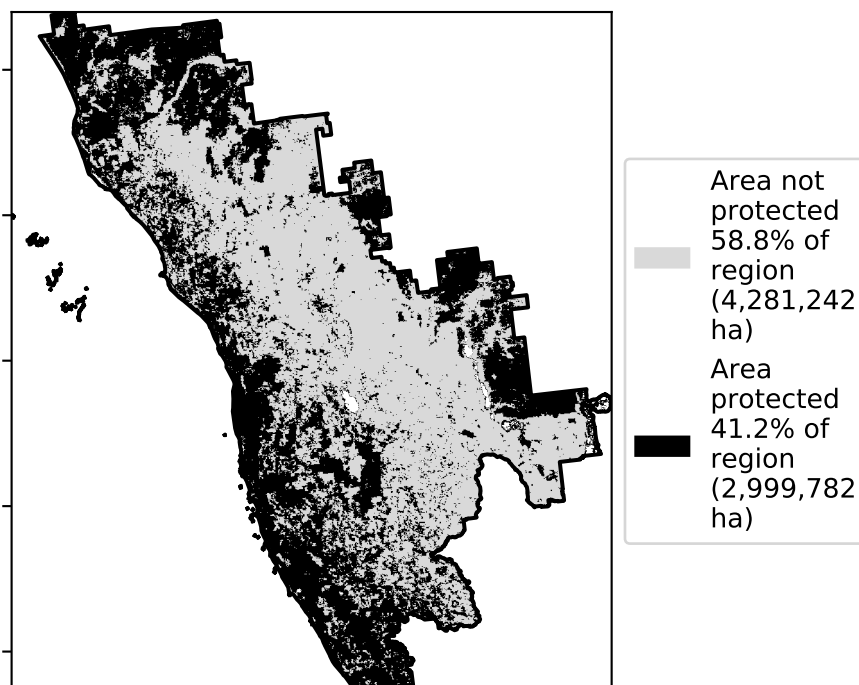 Area not
protected
58.8% of
region
(4,281,242
ha)
Area
protected
41.2% of
region
(2,999,782
ha)